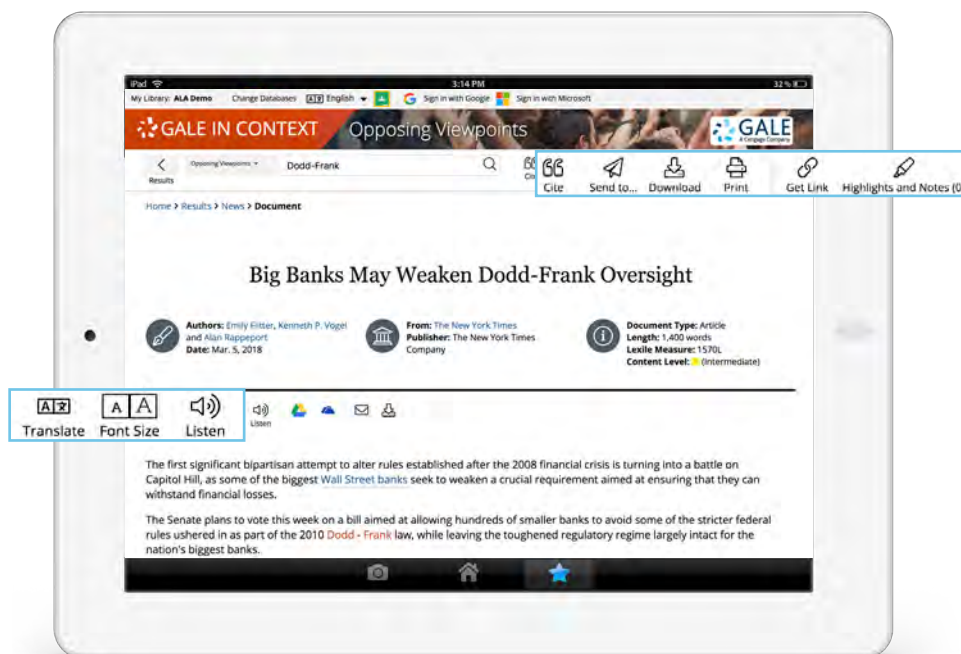 iPad 3:14 PM 32%
My Library: ALA Demo Change Databases English Sign in with Google Sign in with Microsoft
GALE IN CONTEXT Opposing Viewpoints GALE
A Cengage Company
Results Opposing Viewpoints Dodd-Frank
Cite Send to... Download Print Get Link Highlights and Notes (0
Home > Results > News > Document
Big Banks May Weaken Dodd-Frank Oversight
Authors: Emily Flitter, Kenneth P. Vogel
and Alan Rappeport
Date: Mar. 5, 2018
From: The New York Times
Publisher: The New York Times
Company
Document Type: Article
Length: 1,400 words
Lexile Measure: 1570L
Content Level: (Intermediate)
Translate Font Size Listen
Listen
The first significant bipartisan attempt to alter rules established after the 2008 financial crisis is turning into a battle on
Capitol Hill, as some of the biggest Wall Street banks seek to weaken a crucial requirement aimed at ensuring that they can
withstand financial losses.
The Senate plans to vote this week on a bill aimed at allowing hundreds of smaller banks to avoid some of the stricter federal
rules ushered in as part of the 2010 Dodd - Frank law, while leaving the toughened regulatory regime largely intact for the
nation's biggest banks.